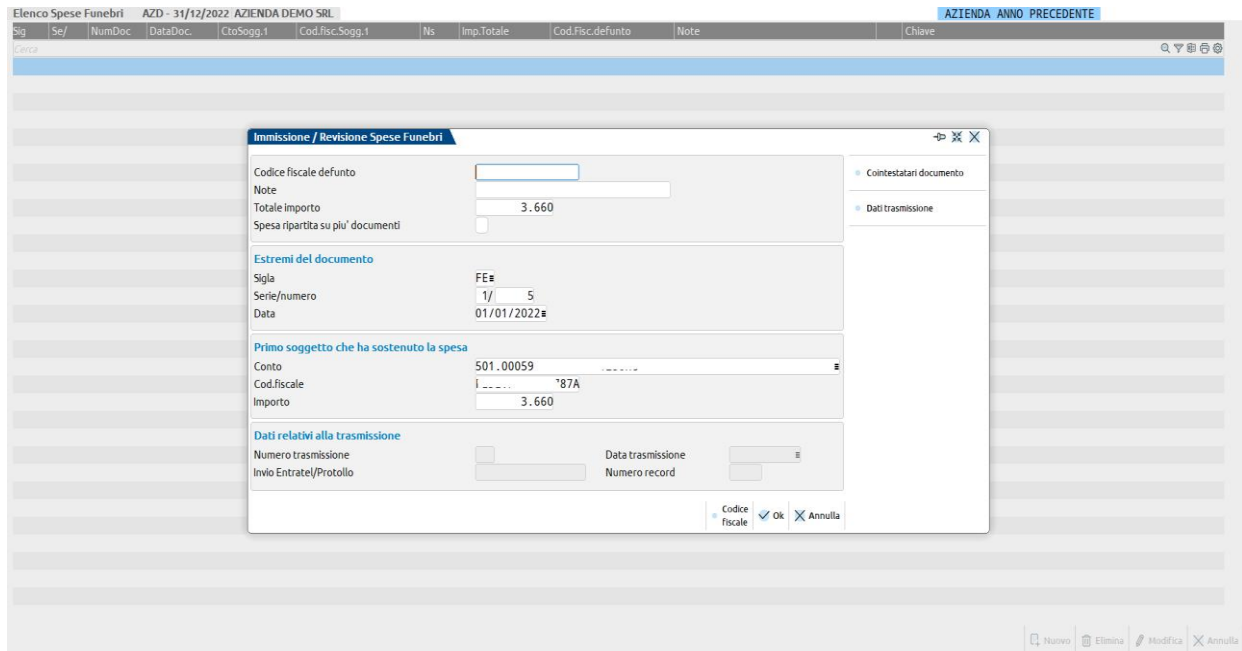 Elenco Spese Funebri AZD - 31/12/2022 AZIENDA DEMO SRL AZIENDA ANNO PRECEDENTE
Sig Se/ NumDoc DataDoc. CtoSogg.1 Cod.fisc.Sogg.1 Ns Imp.Totale Cod.Fisc.defunto Note Chiave
Cerca
Immissione / Revisione Spese Funebri
Codice fiscale defunto
Note
Totale importo 3.660
Spesa ripartita su piu' documenti
Cointestatari documento
Dati trasmissione
Estremi del documento
Sigla FE
Serie/numero 1/ 5
Data 01/01/2022
Primo soggetto che ha sostenuto la spesa
Conto 501.00059
Cod.fiscale 787A
Importo 3.660
Dati relativi alla trasmissione
Numero trasmissione Data trasmissione
Invio Entratel/Protollo Numero record
Codice fiscale Ok Annulla
Nuovo Elimina Modifica Annulla